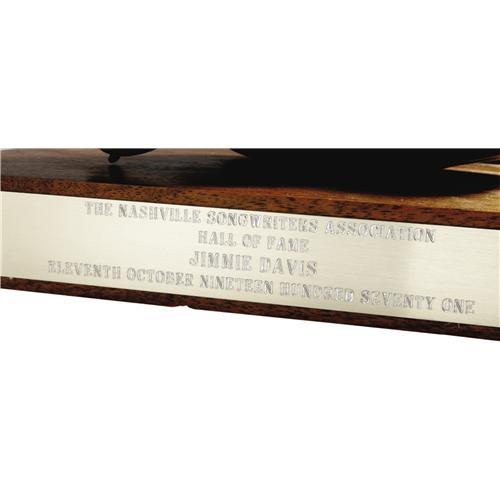 THE NASHVILLE SONGWRITERS ASSOCIATION
HALL OF FAME
JIMMIE DAVIS
ELEVENTH OCTOBER NINETEEN HUNDRED SEVENTY ONE